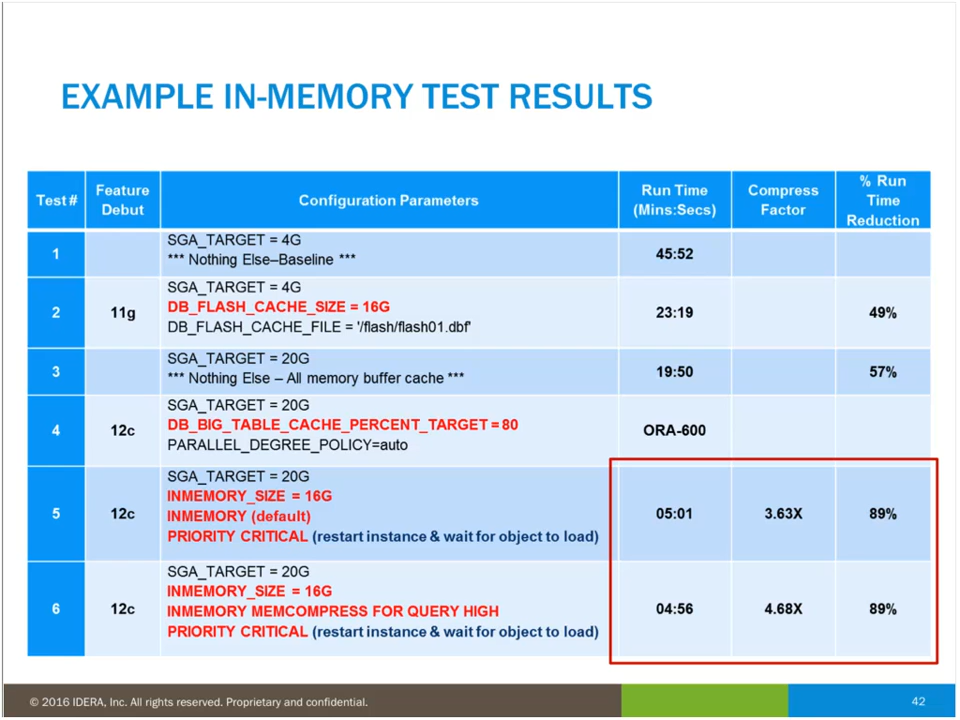 EXAMPLE IN-MEMORY TEST RESULTS
Test # Feature Debut Configuration Parameters Run Time (Mins:Secs) Compress Factor % Run Time Reduction
1
SGA_TARGET = 4G
*** Nothing Else–Baseline ***
45:52
2
11g
SGA_TARGET = 4G
DB_FLASH_CACHE_SIZE = 16G
DB_FLASH_CACHE_FILE = '/flash/flash01.dbf'
23:19
49%
3
SGA_TARGET = 20G
*** Nothing Else – All memory buffer cache ***
19:50
57%
4
12c
SGA_TARGET = 20G
DB_BIG_TABLE_CACHE_PERCENT_TARGET = 80
PARALLEL_DEGREE_POLICY=auto
ORA-600
5
12c
SGA_TARGET = 20G
INMEMORY_SIZE = 16G
INMEMORY (default)
PRIORITY CRITICAL (restart instance & wait for object to load)
05:01
3.63X
89%
6
12c
SGA_TARGET = 20G
INMEMORY_SIZE = 16G
INMEMORY MEMCOMPRESS FOR QUERY HIGH
PRIORITY CRITICAL (restart instance & wait for object to load)
04:56
4.68X
89%
© 2016 IDERA, Inc. All rights reserved. Proprietary and confidential.
42